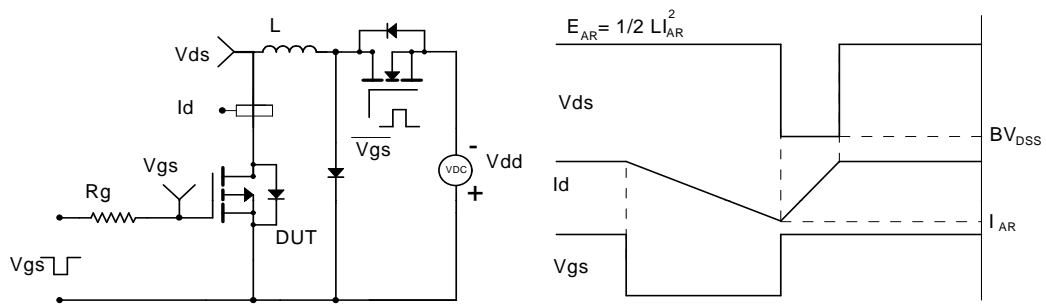 L
E_AR = 1/2 LI_AR^2
Vds
Id
Vgs
Vgs
- Vdd
VDC
+
Rg
DUT
Vgs
Vds
BV_DSS
Id
I_AR
Vgs